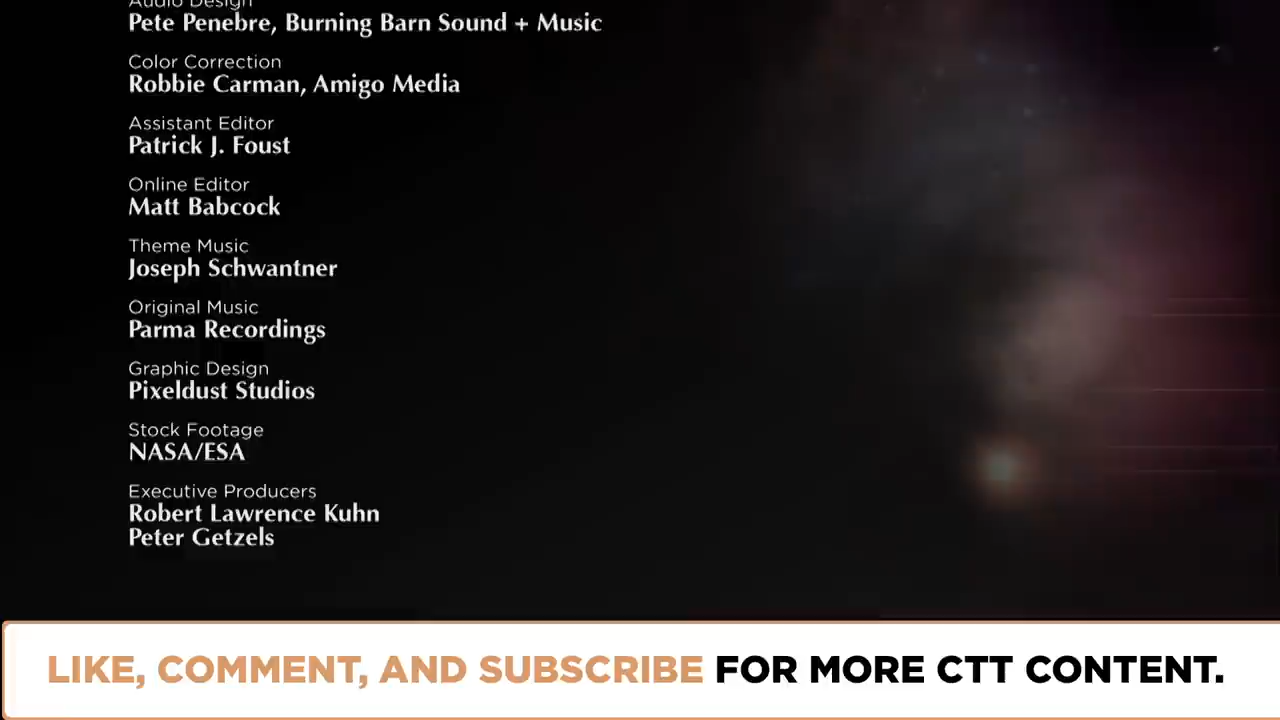 Audio Design
Pete Penebre, Burning Barn Sound + Music
Color Correction
Robbie Carman, Amigo Media
Assistant Editor
Patrick J. Foust
Online Editor
Matt Babcock
Theme Music
Joseph Schwantner
Original Music
Parma Recordings
Graphic Design
Pixeldust Studios
Stock Footage
NASA/ESA
Executive Producers
Robert Lawrence Kuhn
Peter Getzels
LIKE, COMMENT, AND SUBSCRIBE FOR MORE CTT CONTENT.